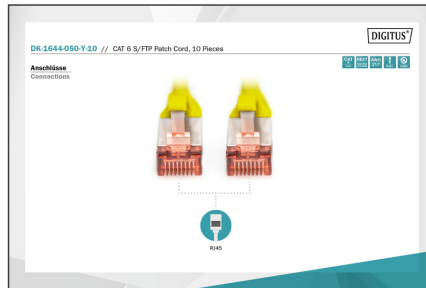 DIGITUS®
DK-1644-050-Y-10 // CAT 6 S/FTP Patch Cord, 10 Pieces
Anschlüsse
Connections
RJ45